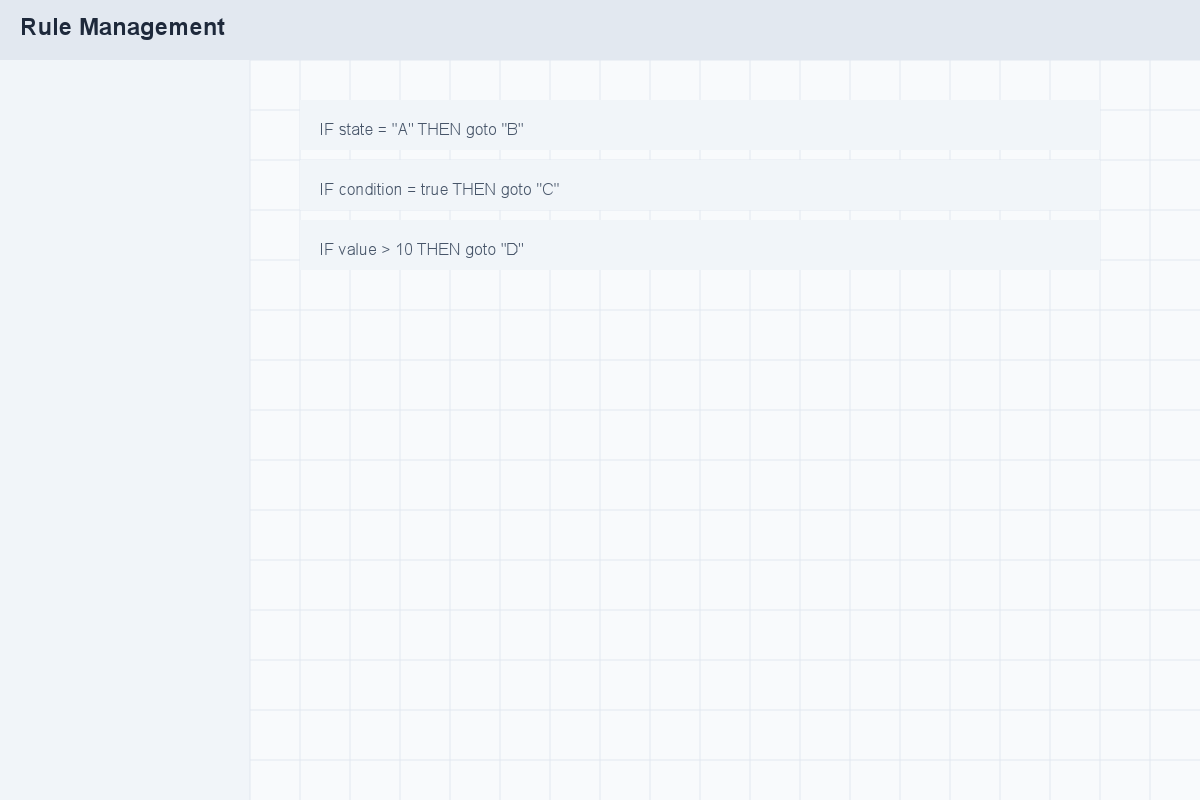 Rule Management
IF state = "A" THEN goto "B"
IF condition = true THEN goto "C"
IF value > 10 THEN goto "D"